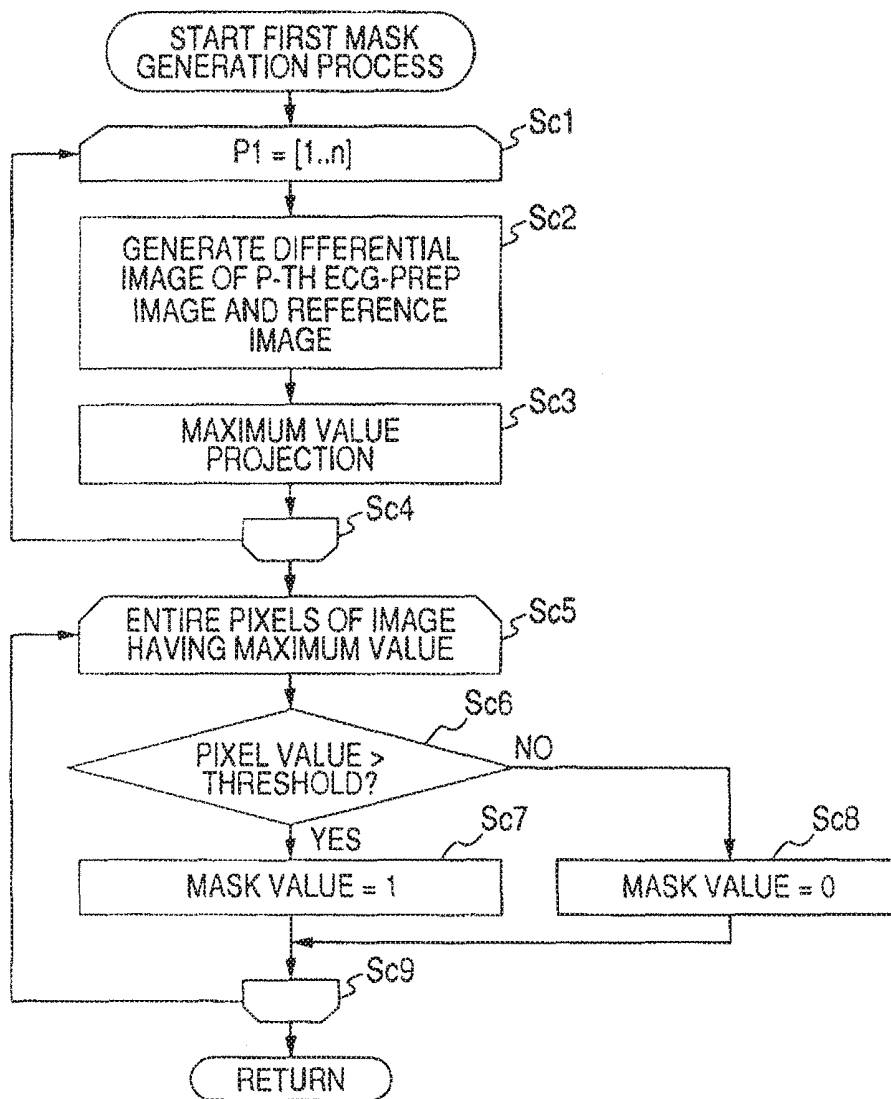 START FIRST MASK
GENERATION PROCESS
Sc1
P1 = [1..n]
Sc2
GENERATE DIFFERENTIAL
IMAGE OF P-TH ECG-PREP
IMAGE AND REFERENCE
IMAGE
Sc3
MAXIMUM VALUE
PROJECTION
Sc4
ENTIRE PIXELS OF IMAGE
HAVING MAXIMUM VALUE
Sc5
Sc6
PIXEL VALUE >
THRESHOLD?
NO
YES
Sc7
MASK VALUE = 1
Sc8
MASK VALUE = 0
Sc9
RETURN